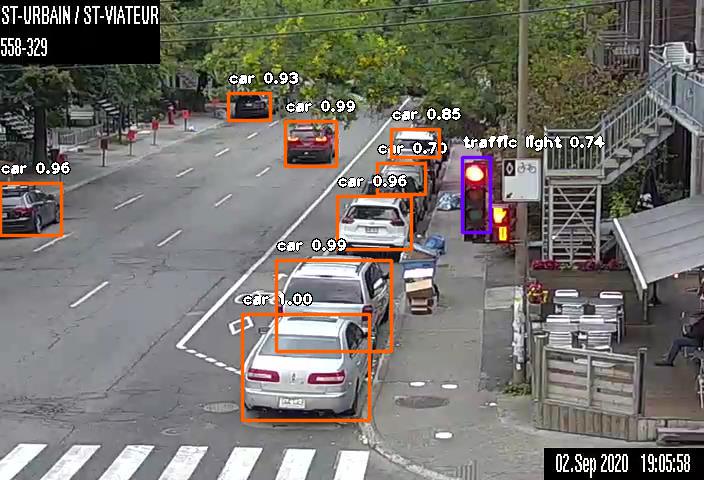 ST-URBAIN / ST-VIATEUR
558-329
car 0.93
car 0.99
car 0.85
car 0.70
traffic light 0.74
car 0.96
car 0.96
car 0.99
car 1.00
02.Sep 2020 19:05:58